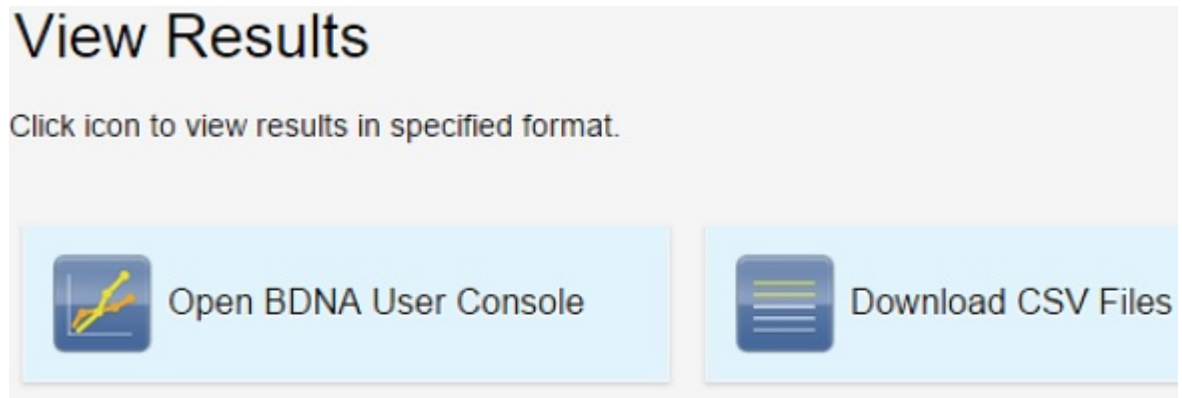 View Results
Click icon to view results in specified format.
Open BDNA User Console
Download CSV Files